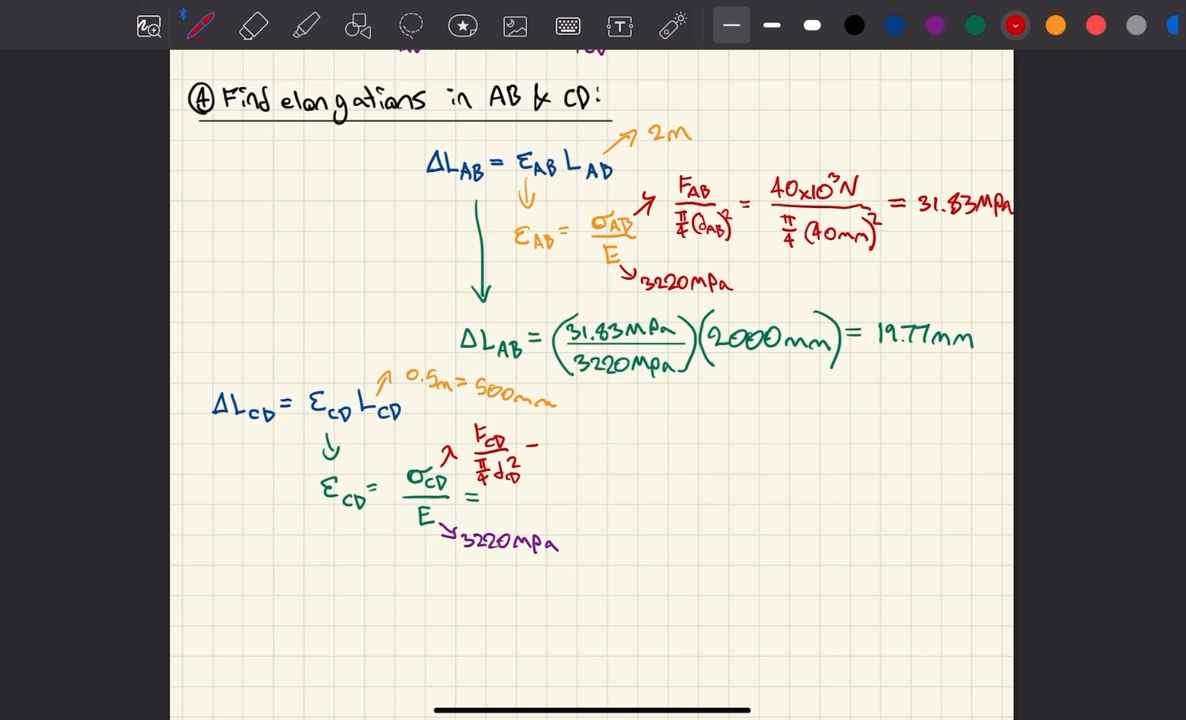 ④ Find elongations in AB & CD:
ΔL_AB = ε_AB L_AB → 2m
ε_AB = σ_AB / E
F_AB / (π/4 (d_AB)²) = 40×10³N / (π/4 (40mm)²) = 31.83MPa
3220MPa
ΔL_AB = (31.83MPa / 3220MPa)(2000mm) = 19.77mm
0.5m = 500mm
ΔL_CD = ε_CD L_CD
F_CD / (π/4 d_CD²) =
ε_CD = σ_CD / E =
3220MPa